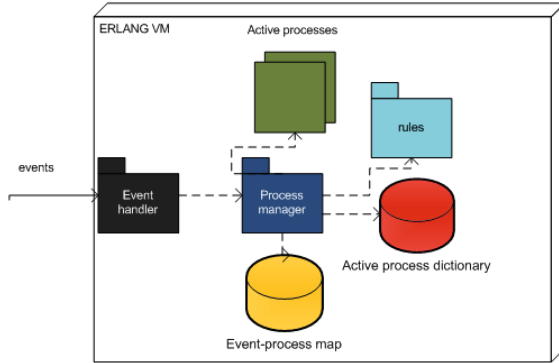 ERLANG VM
Active processes
rules
events
Event
handler
Process
manager
Active process dictionary
Event-process map